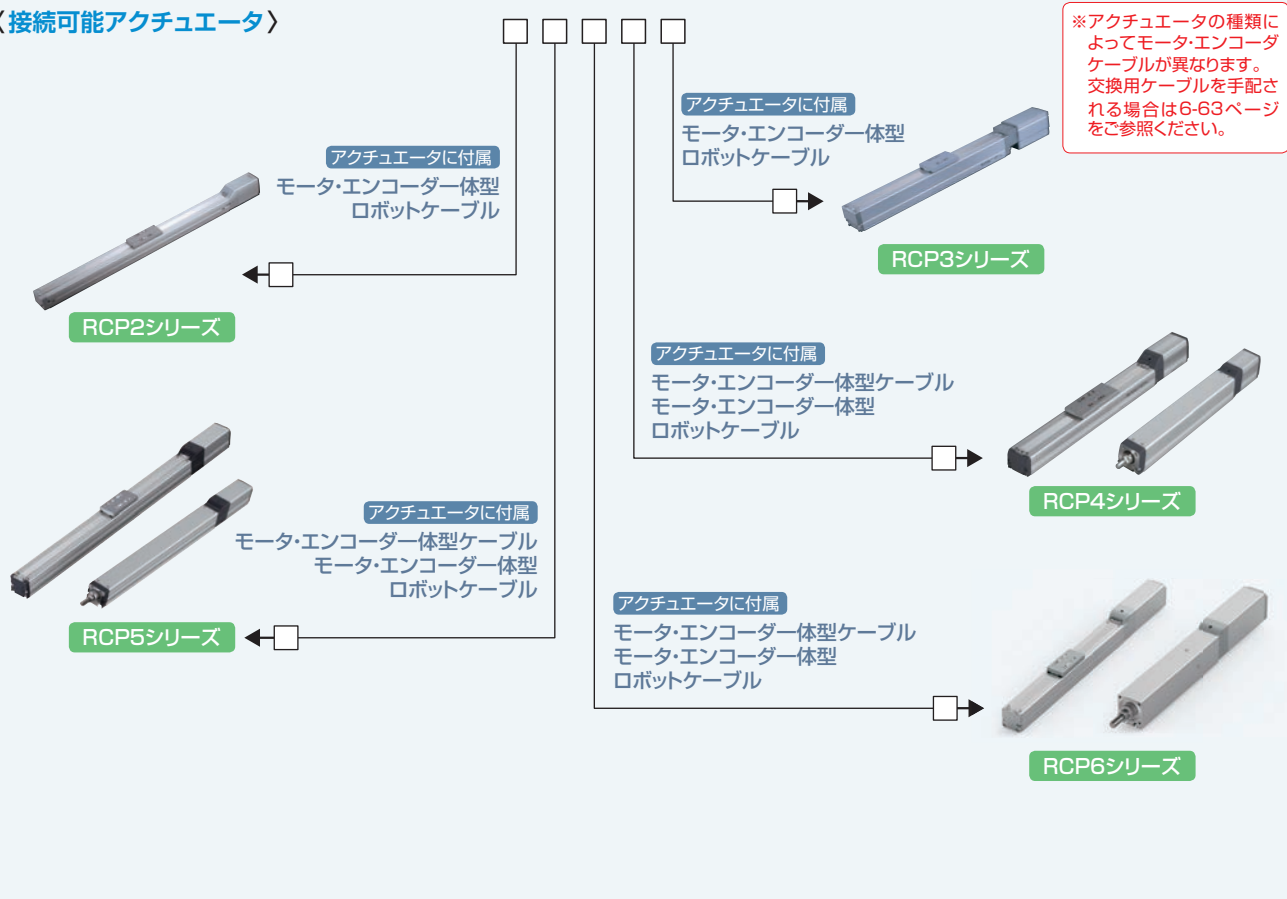 〈接続可能アクチュエータ〉
※アクチュエータの種類に
よってモータ・エンコーダ
ケーブルが異なります。
交換用ケーブルを手配さ
れる場合は6-63ページ
をご参照ください。
アクチュエータに付属
モータ・エンコーダ一体型
ロボットケーブル
RCP2シリーズ
アクチュエータに付属
モータ・エンコーダ一体型
ロボットケーブル
RCP3シリーズ
アクチュエータに付属
モータ・エンコーダ一体型ケーブル
モータ・エンコーダ一体型
ロボットケーブル
RCP4シリーズ
アクチュエータに付属
モータ・エンコーダ一体型ケーブル
モータ・エンコーダ一体型
ロボットケーブル
RCP5シリーズ
アクチュエータに付属
モータ・エンコーダ一体型ケーブル
モータ・エンコーダ一体型
ロボットケーブル
RCP6シリーズ